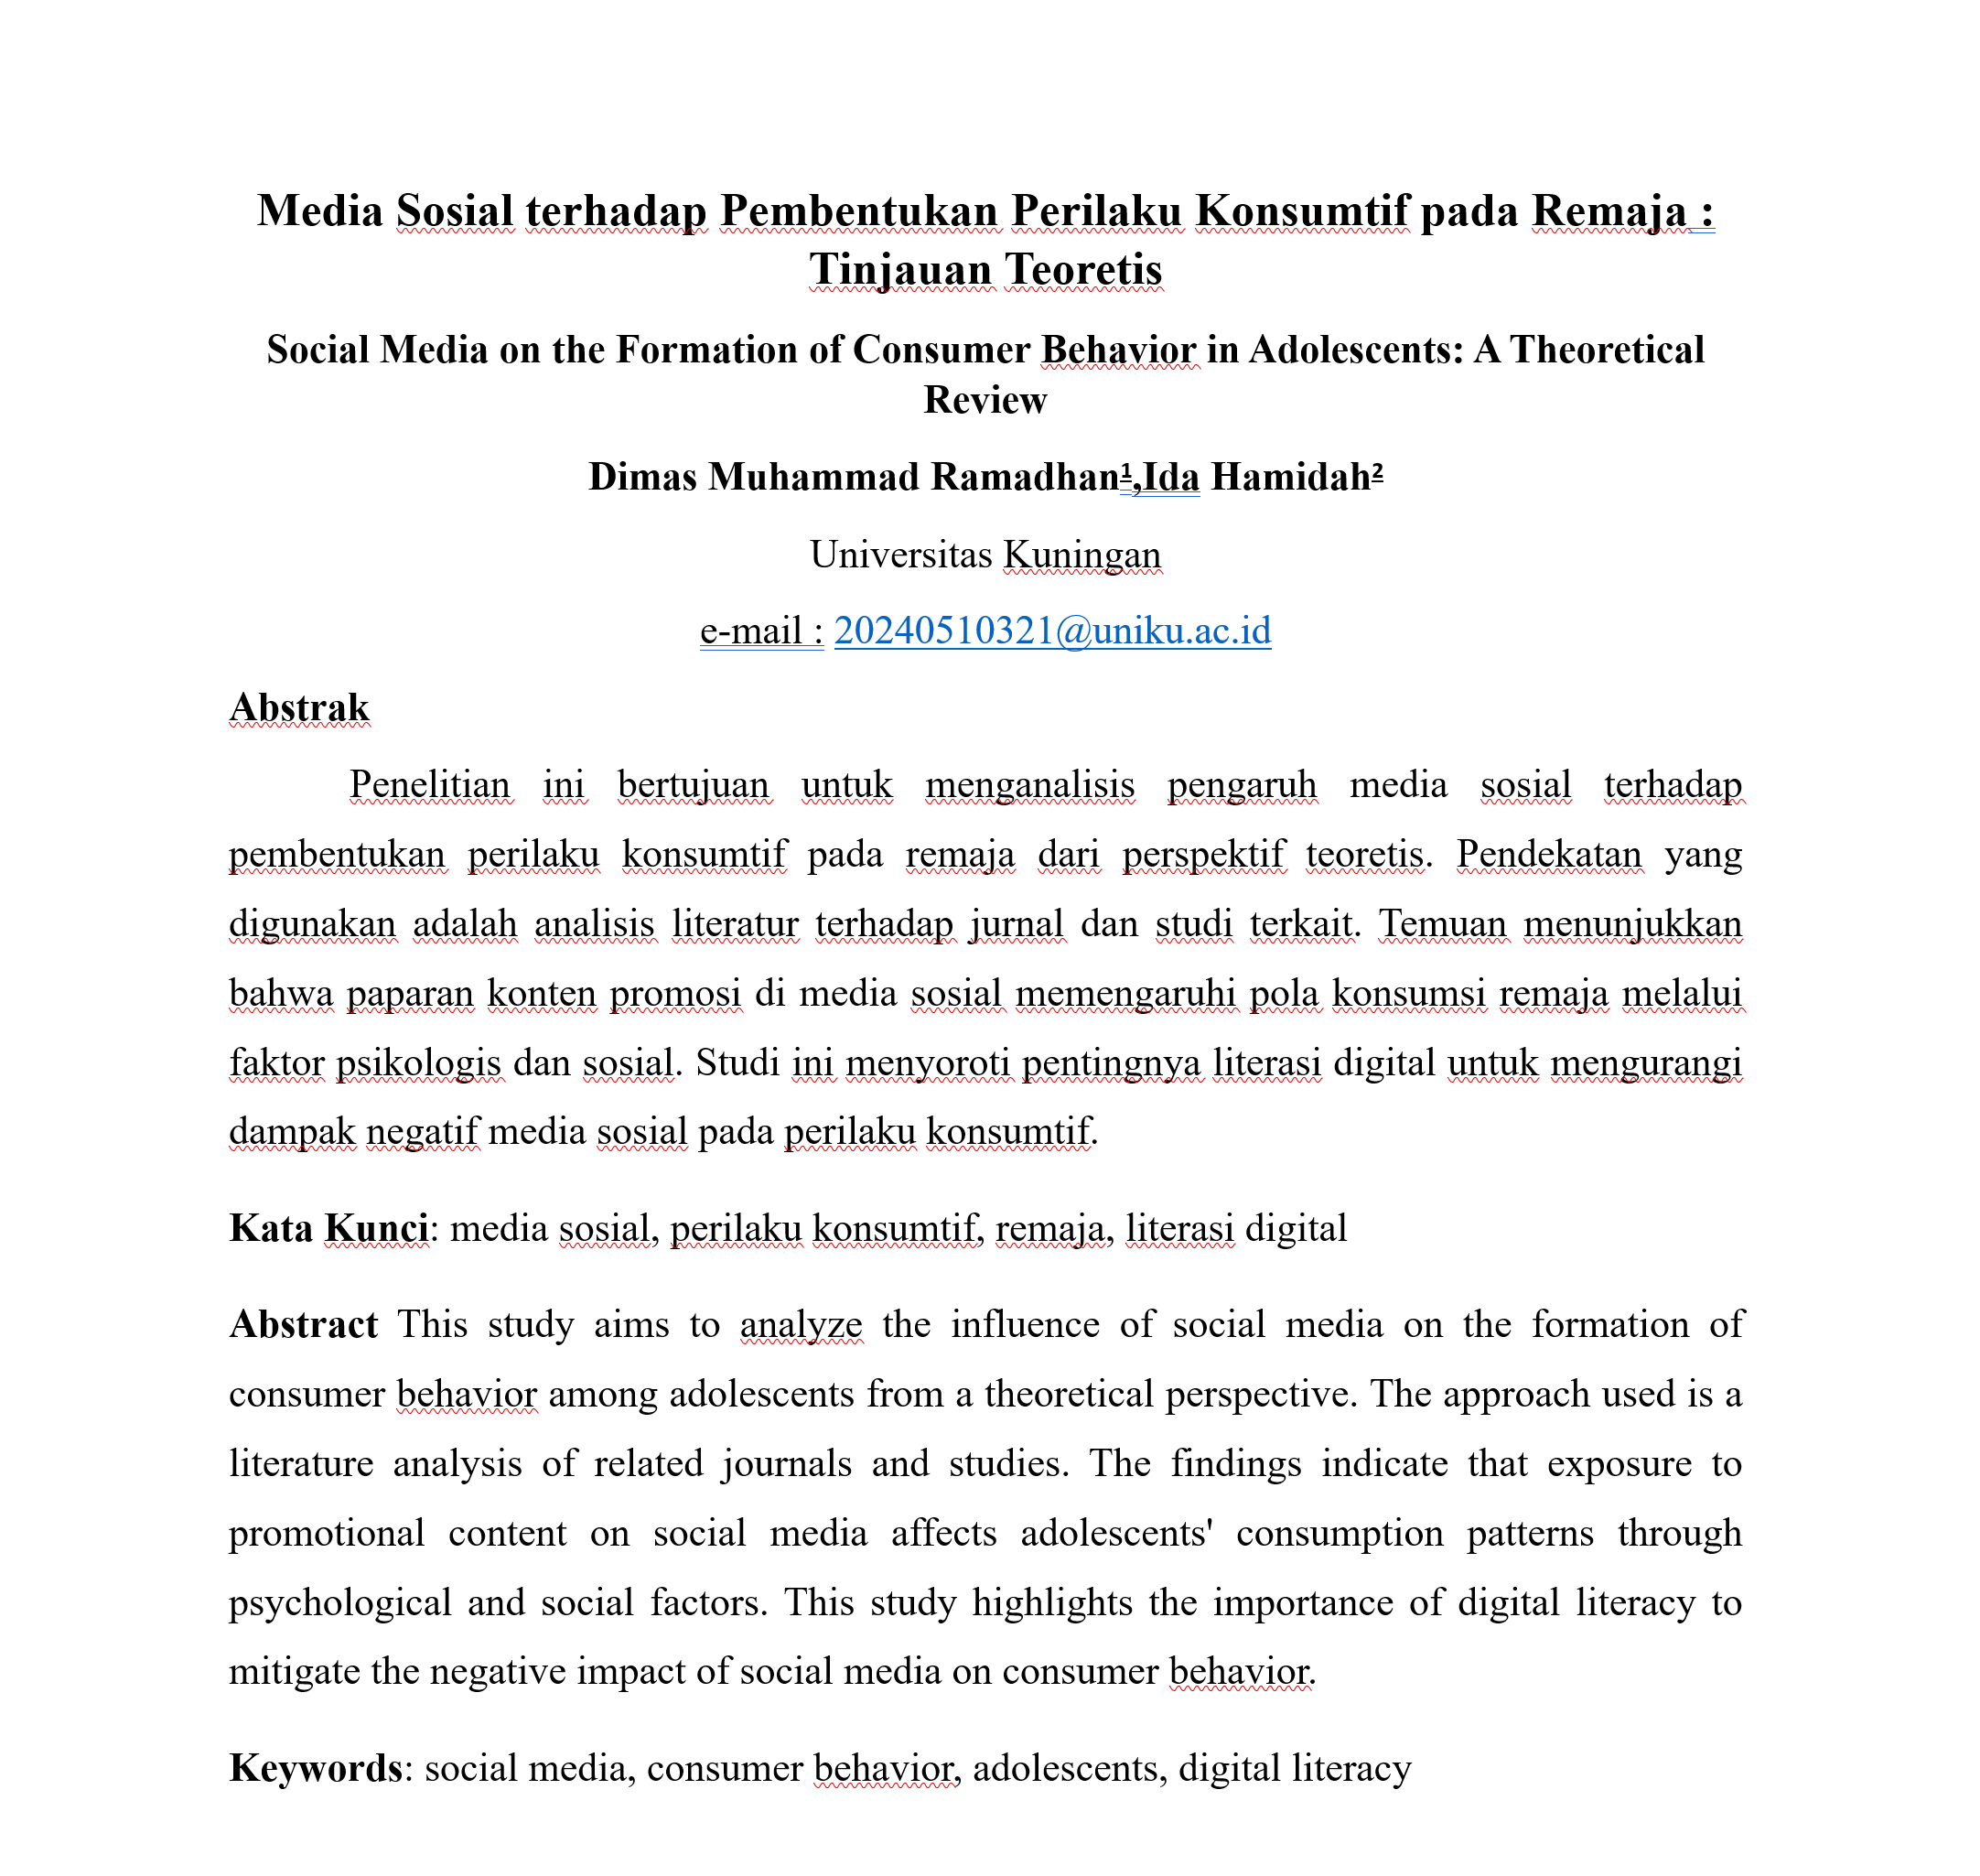 Media Sosial terhadap Pembentukan Perilaku Konsumtif pada Remaja :
Tinjauan Teoretis
Social Media on the Formation of Consumer Behavior in Adolescents: A Theoretical
Review
Dimas Muhammad Ramadhan¹,Ida Hamidah²
Universitas Kuningan
e-mail : 20240510321@uniku.ac.id
Abstrak
Penelitian ini bertujuan untuk menganalisis pengaruh media sosial terhadap
pembentukan perilaku konsumtif pada remaja dari perspektif teoretis. Pendekatan yang
digunakan adalah analisis literatur terhadap jurnal dan studi terkait. Temuan menunjukkan
bahwa paparan konten promosi di media sosial memengaruhi pola konsumsi remaja melalui
faktor psikologis dan sosial. Studi ini menyoroti pentingnya literasi digital untuk mengurangi
dampak negatif media sosial pada perilaku konsumtif.
Kata Kunci: media sosial, perilaku konsumtif, remaja, literasi digital
Abstract This study aims to analyze the influence of social media on the formation of
consumer behavior among adolescents from a theoretical perspective. The approach used is a
literature analysis of related journals and studies. The findings indicate that exposure to
promotional content on social media affects adolescents' consumption patterns through
psychological and social factors. This study highlights the importance of digital literacy to
mitigate the negative impact of social media on consumer behavior.
Keywords: social media, consumer behavior, adolescents, digital literacy